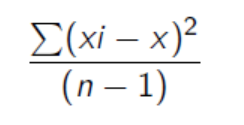 ∑(xi – x)²
(n – 1)